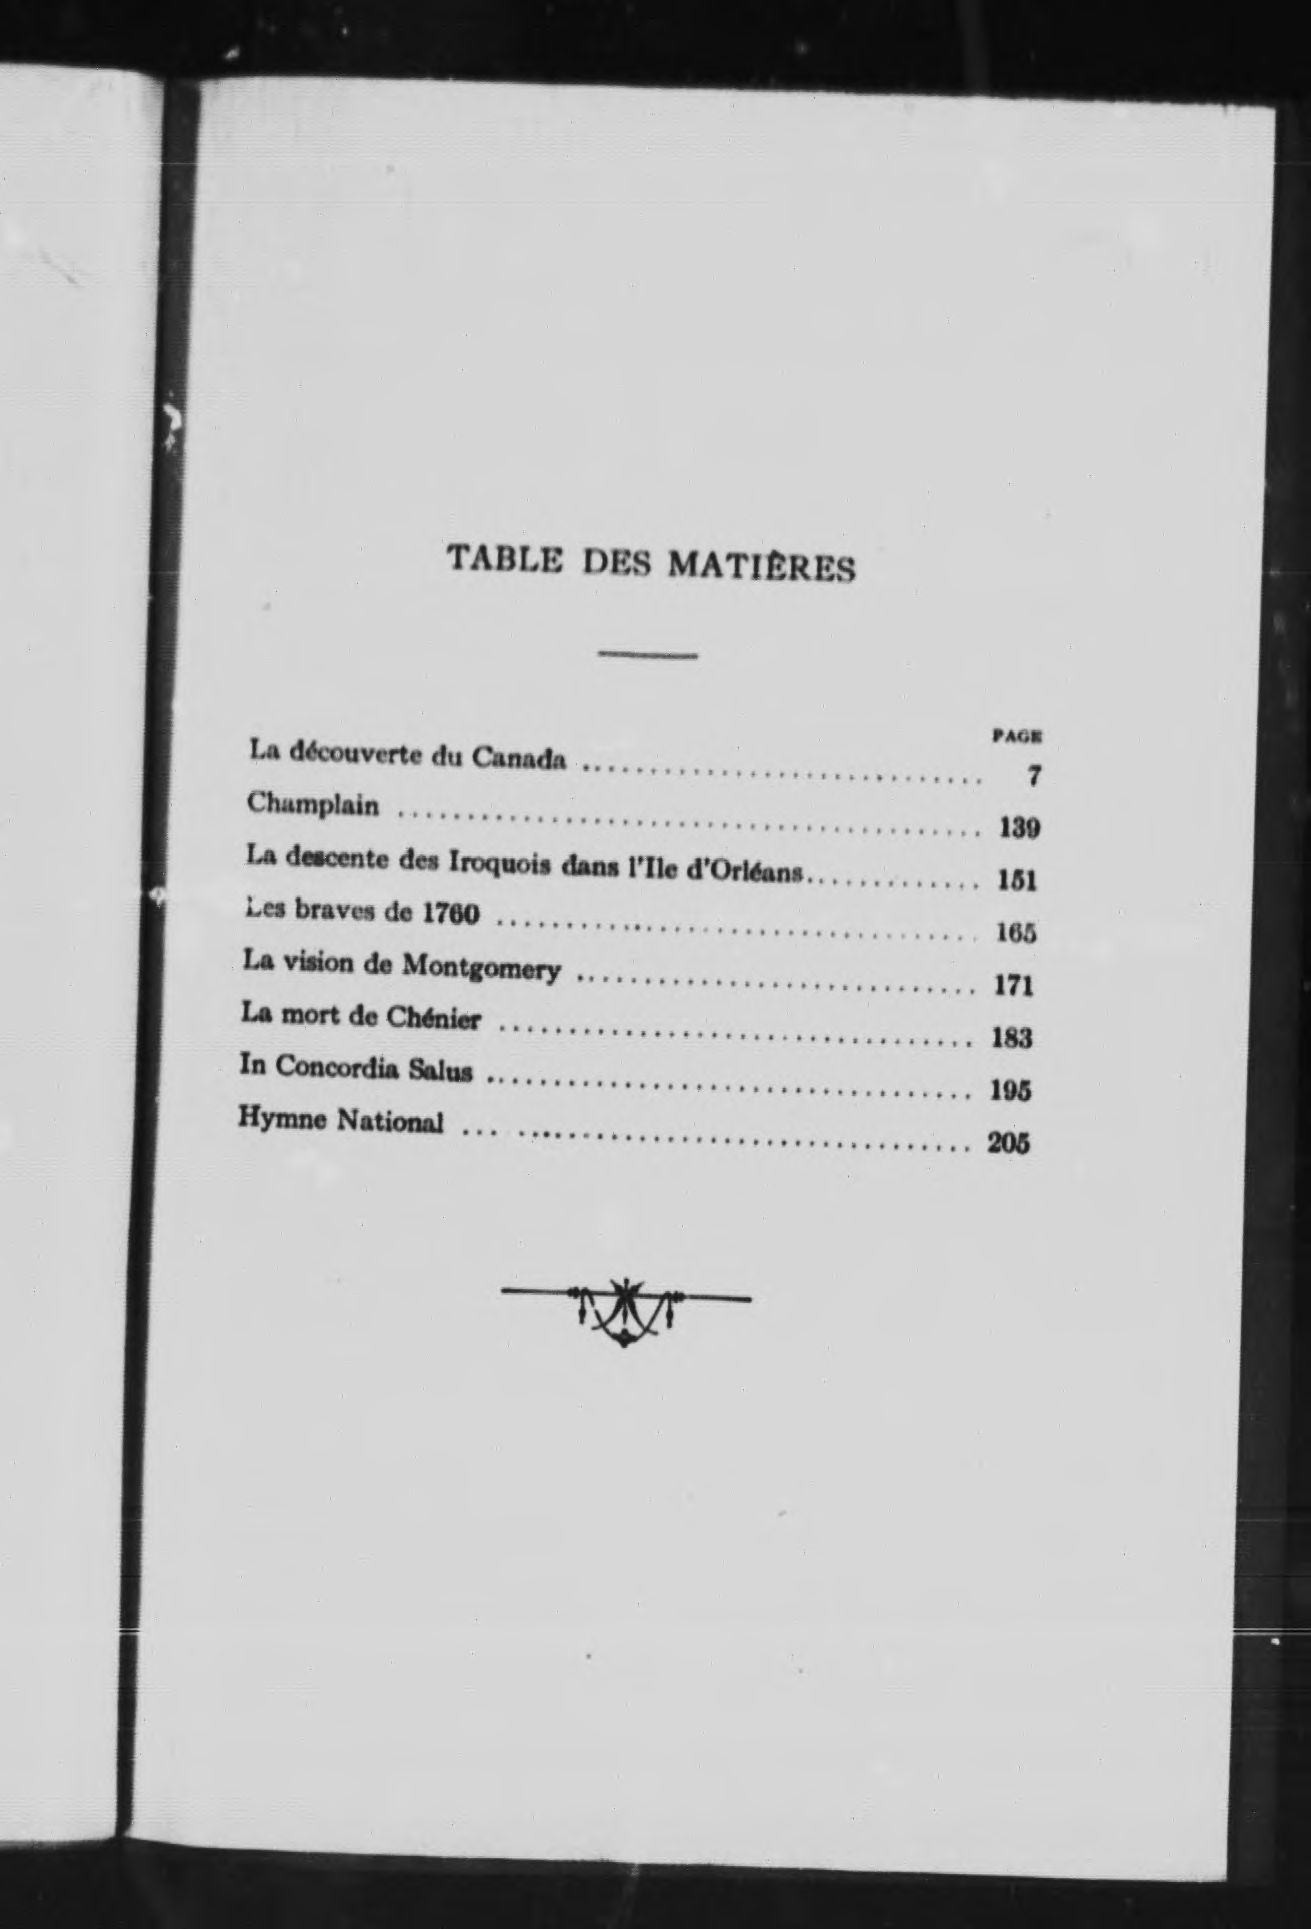 TABLE DES MATIÈRES
PAGE
La découverte du Canada .............................. 7
Champlain .......................................... 139
La descente des Iroquois dans l'Ile d'Orléans............. 151
Les braves de 1760 ................................... 165
La vision de Montgomery ............................. 171
La mort de Chénier .................................. 183
In Concordia Salus ................................... 195
Hymne National ... ................................ 205